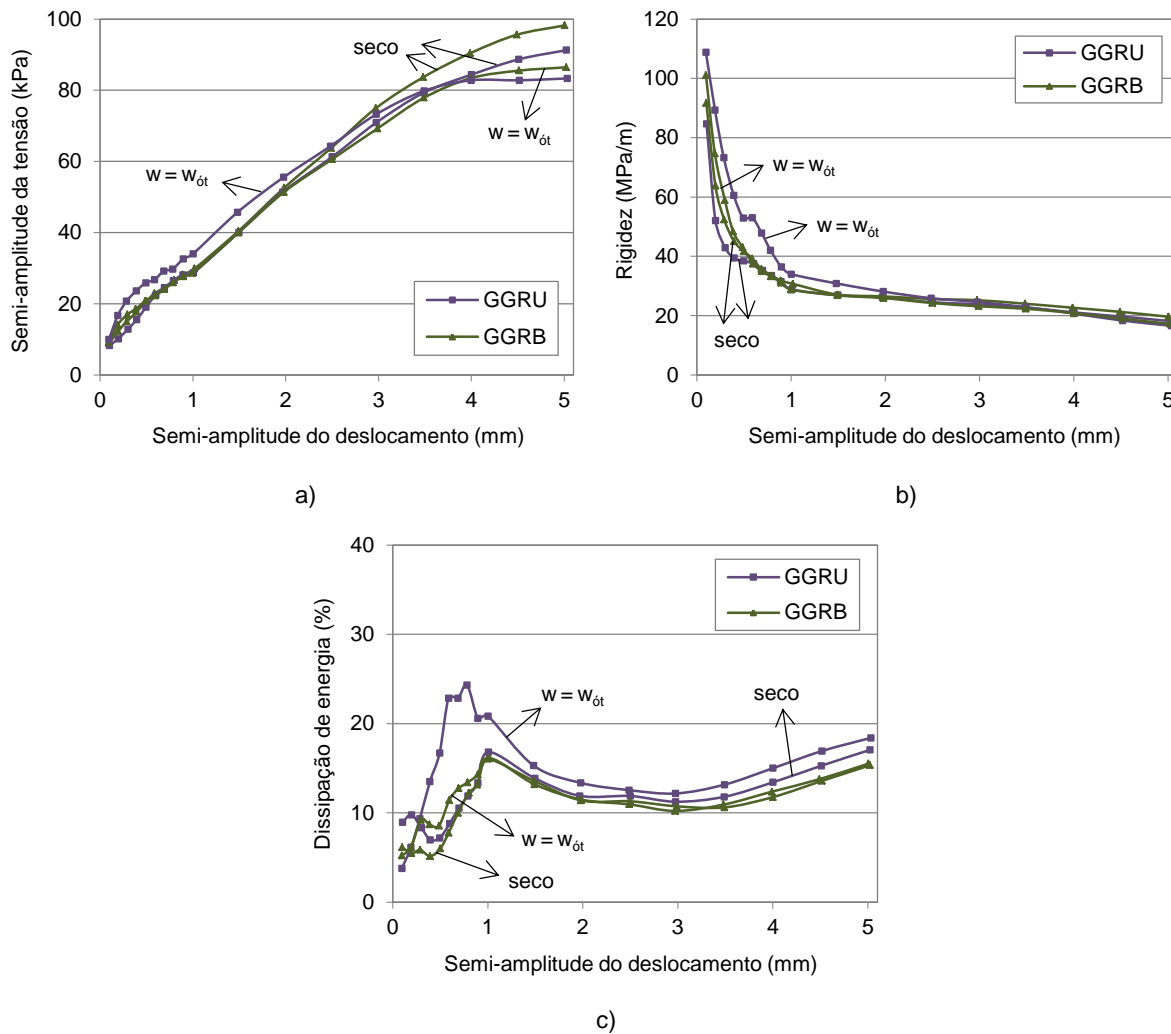 Semi-amplitude da tensão (kPa)
100
80
60
40
20
0
seco
w = wót
w = wót
GGRU
GGRB
0 1 2 3 4 5
Semi-amplitude do deslocamento (mm)
a)
Rigidez (MPa/m)
120
100
80
60
40
20
0
GGRU
GGRB
w = wót
w = wót
seco
0 1 2 3 4 5
Semi-amplitude do deslocamento (mm)
b)
Dissipação de energia (%)
40
30
20
10
0
GGRU
GGRB
w = wót
seco
w = wót
seco
0 1 2 3 4 5
Semi-amplitude do deslocamento (mm)
c)